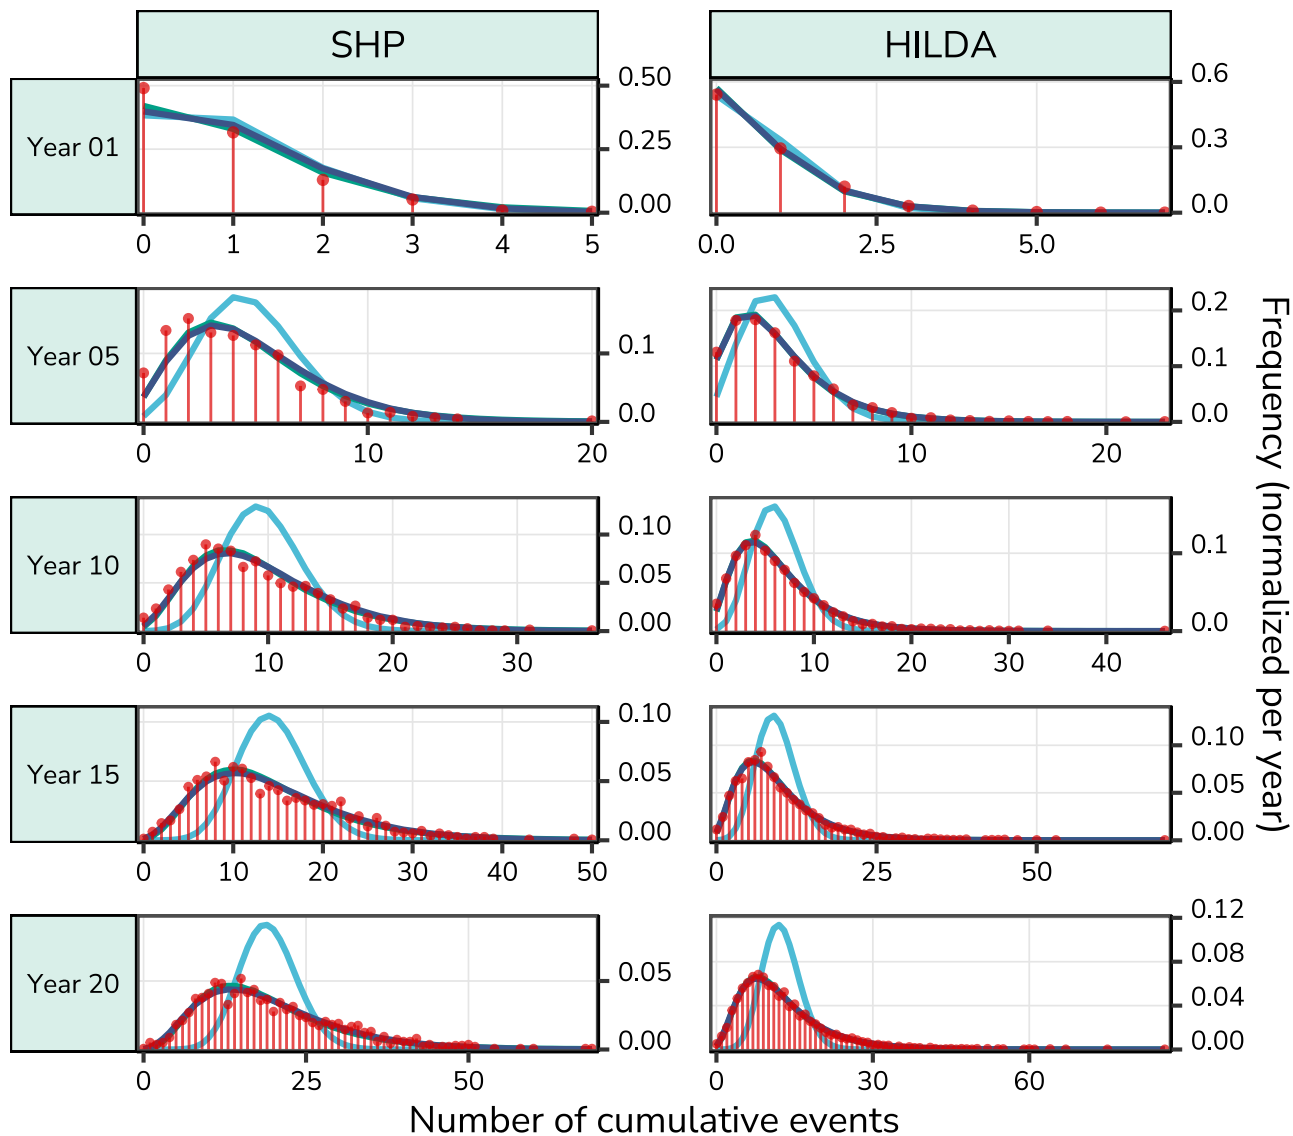 SHP
HILDA
Year 01
0.50
0.25
0.00
0 1 2 3 4 5
0.6
0.3
0.0
0.0 2.5 5.0
Year 05
0.1
0.0
0 10 20
0.2
0.1
0.0
0 10 20
Year 10
0.10
0.05
0.00
0 10 20 30
0.1
0.0
0 10 20 30 40
Year 15
0.10
0.05
0.00
0 10 20 30 40 50
0.10
0.05
0.00
0 25 50
Year 20
0.05
0.00
0 25 50
0.12
0.08
0.04
0.00
0 30 60
Number of cumulative events
Frequency (normalized per year)